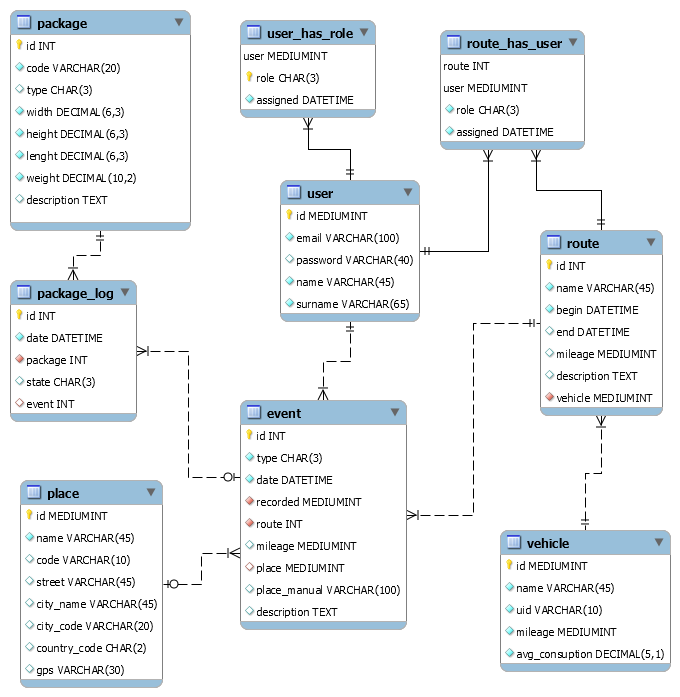 package
id INT
code VARCHAR(20)
type CHAR(3)
width DECIMAL(6,3)
height DECIMAL(6,3)
lenght DECIMAL(6,3)
weight DECIMAL(10,2)
description TEXT
user_has_role
user MEDIUMINT
role CHAR(3)
assigned DATETIME
route_has_user
route INT
user MEDIUMINT
role CHAR(3)
assigned DATETIME
user
id MEDIUMINT
email VARCHAR(100)
password VARCHAR(40)
name VARCHAR(45)
surname VARCHAR(65)
route
id INT
name VARCHAR(45)
begin DATETIME
end DATETIME
mileage MEDIUMINT
description TEXT
vehicle MEDIUMINT
package_log
id INT
date DATETIME
package INT
state CHAR(3)
event INT
event
id INT
type CHAR(3)
date DATETIME
recorded MEDIUMINT
route INT
mileage MEDIUMINT
place MEDIUMINT
place_manual VARCHAR(100)
description TEXT
place
id MEDIUMINT
name VARCHAR(45)
code VARCHAR(10)
street VARCHAR(45)
city_name VARCHAR(45)
city_code VARCHAR(20)
country_code CHAR(2)
gps VARCHAR(30)
vehicle
id MEDIUMINT
name VARCHAR(45)
uid VARCHAR(10)
mileage MEDIUMINT
avg_consuption DECIMAL(5,1)